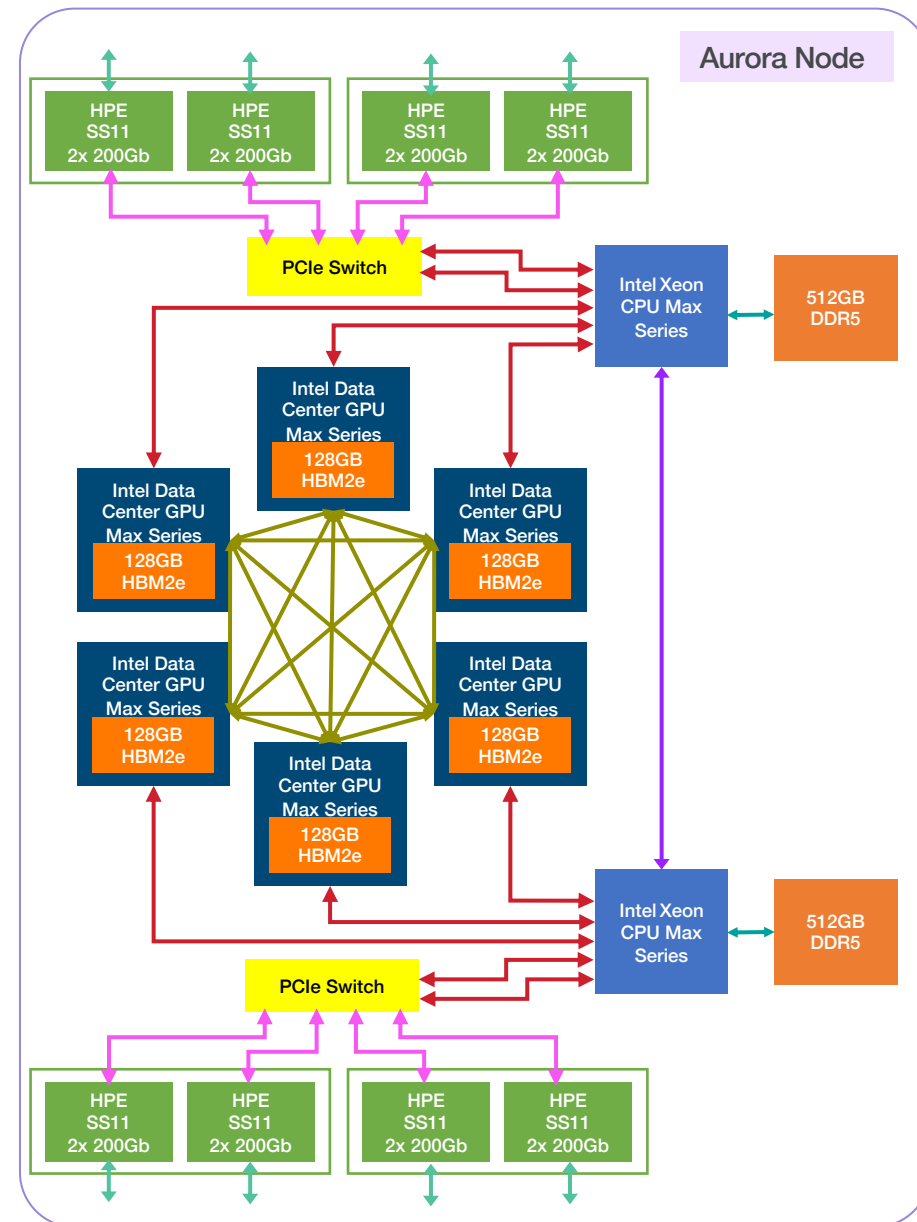 Aurora Node
HPE
SS11
2x 200Gb
HPE
SS11
2x 200Gb
HPE
SS11
2x 200Gb
HPE
SS11
2x 200Gb
PCIe Switch
Intel Xeon
CPU Max
Series
512GB
DDR5
Intel Data
Center GPU
Max Series
128GB
HBM2e
Intel Data
Center GPU
Max Series
128GB
HBM2e
Intel Data
Center GPU
Max Series
128GB
HBM2e
Intel Data
Center GPU
Max Series
128GB
HBM2e
Intel Data
Center GPU
Max Series
128GB
HBM2e
Intel Data
Center GPU
Max Series
128GB
HBM2e
Intel Xeon
CPU Max
Series
512GB
DDR5
PCIe Switch
HPE
SS11
2x 200Gb
HPE
SS11
2x 200Gb
HPE
SS11
2x 200Gb
HPE
SS11
2x 200Gb